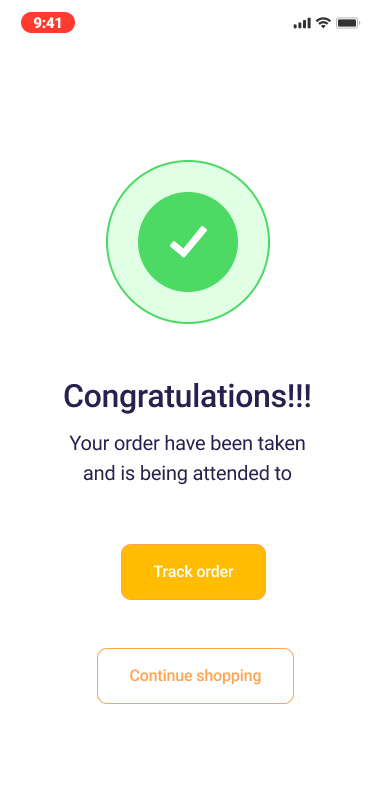 9:41
Congratulations!!!
Your order have been taken
and is being attended to
Track order
Continue shopping